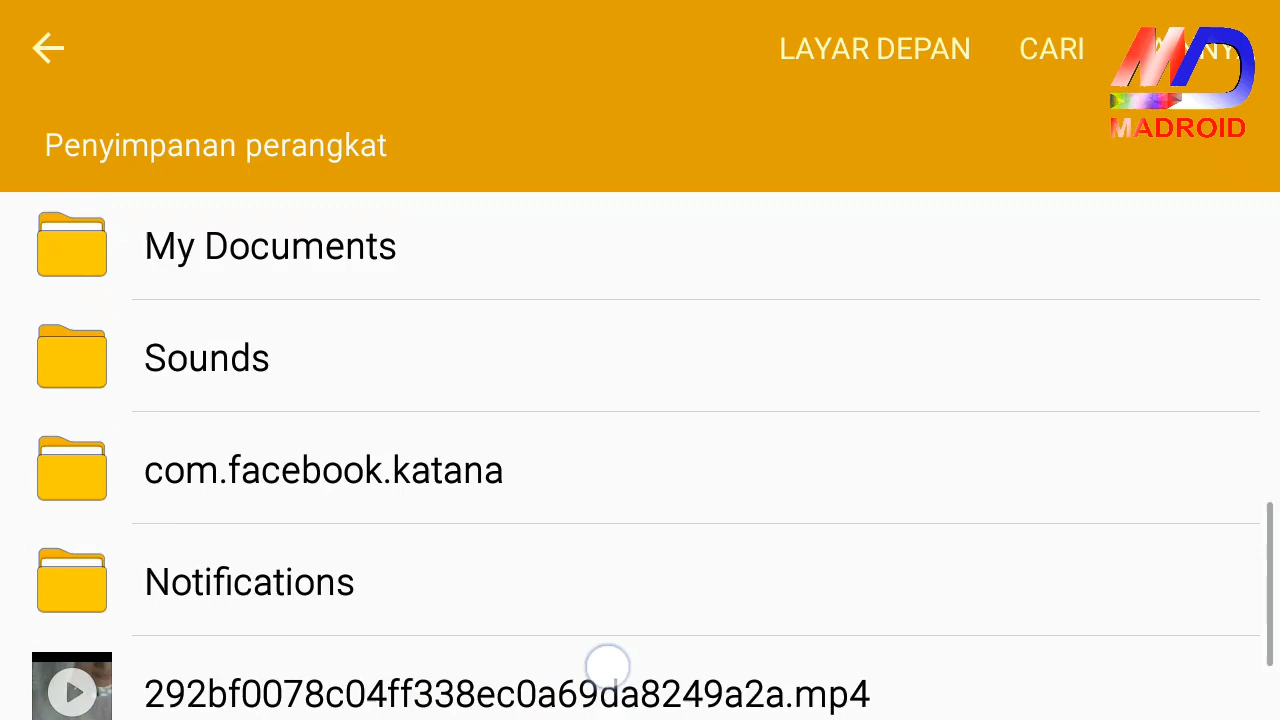 LAYAR DEPAN
CARI
MADROID
Penyimpanan perangkat
My Documents
Sounds
com.facebook.katana
Notifications
292bf0078c04ff338ec0a69da8249a2a.mp4